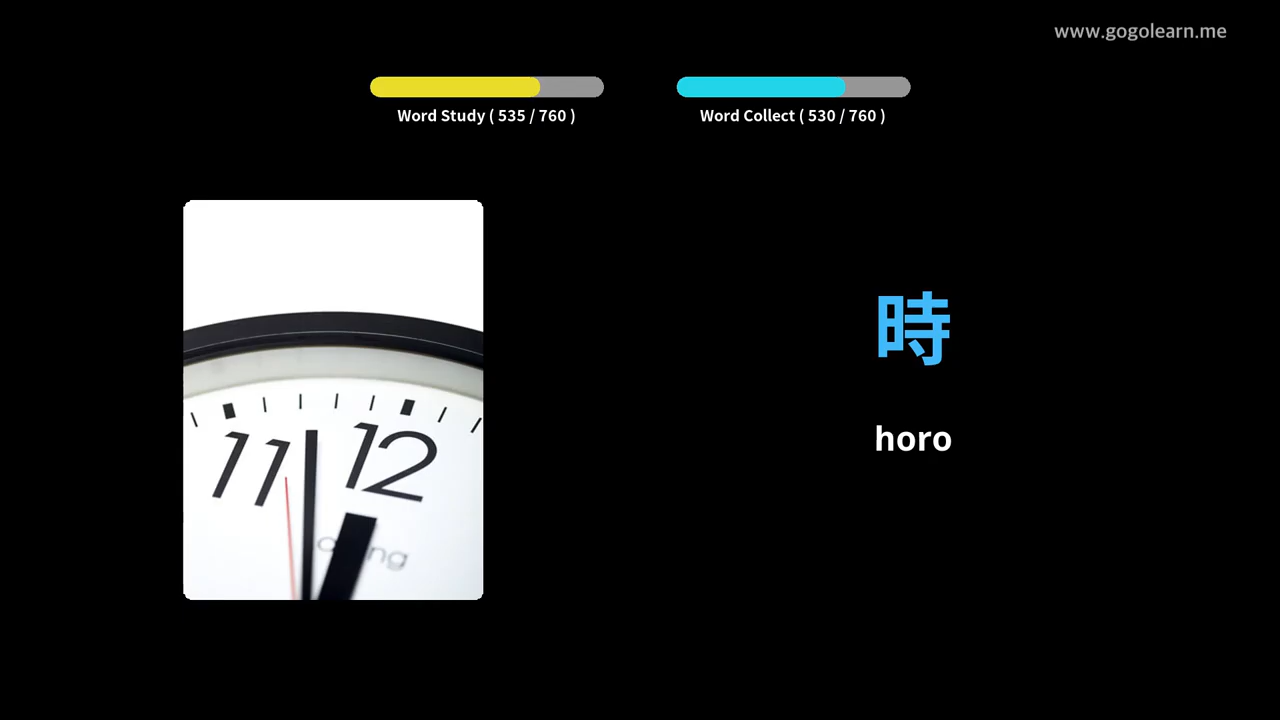 www.gogolearn.me
Word Study ( 535 / 760 )
Word Collect ( 530 / 760 )
時
horo
11 12